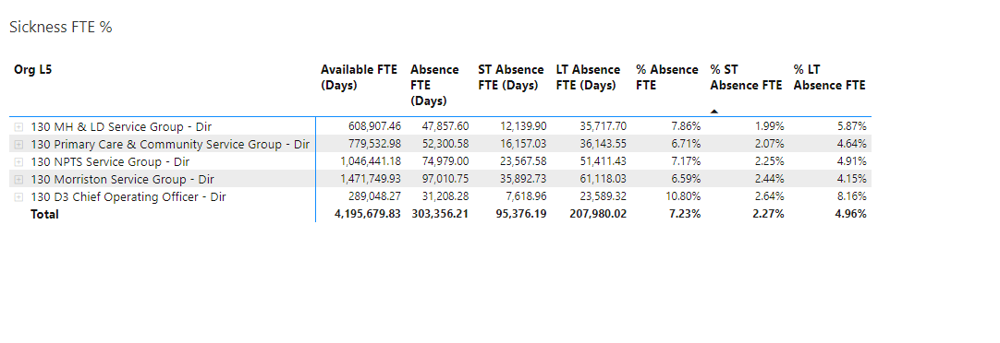 Sickness FTE %
Org L5 Available FTE (Days) Absence FTE (Days) ST Absence FTE (Days) LT Absence FTE (Days) % Absence FTE % ST Absence FTE % LT Absence FTE
130 MH & LD Service Group - Dir 608,907.46 47,857.60 12,139.90 35,717.70 7.86% 1.99% 5.87%
130 Primary Care & Community Service Group - Dir 779,532.98 52,300.58 16,157.03 36,143.55 6.71% 2.07% 4.64%
130 NPTS Service Group - Dir 1,046,441.18 74,979.00 23,567.58 51,411.43 7.17% 2.25% 4.91%
130 Morriston Service Group - Dir 1,471,749.93 97,010.75 35,892.73 61,118.03 6.59% 2.44% 4.15%
130 D3 Chief Operating Officer - Dir 289,048.27 31,208.28 7,618.96 23,589.32 10.80% 2.64% 8.16%
Total 4,195,679.83 303,356.21 95,376.19 207,980.02 7.23% 2.27% 4.96%